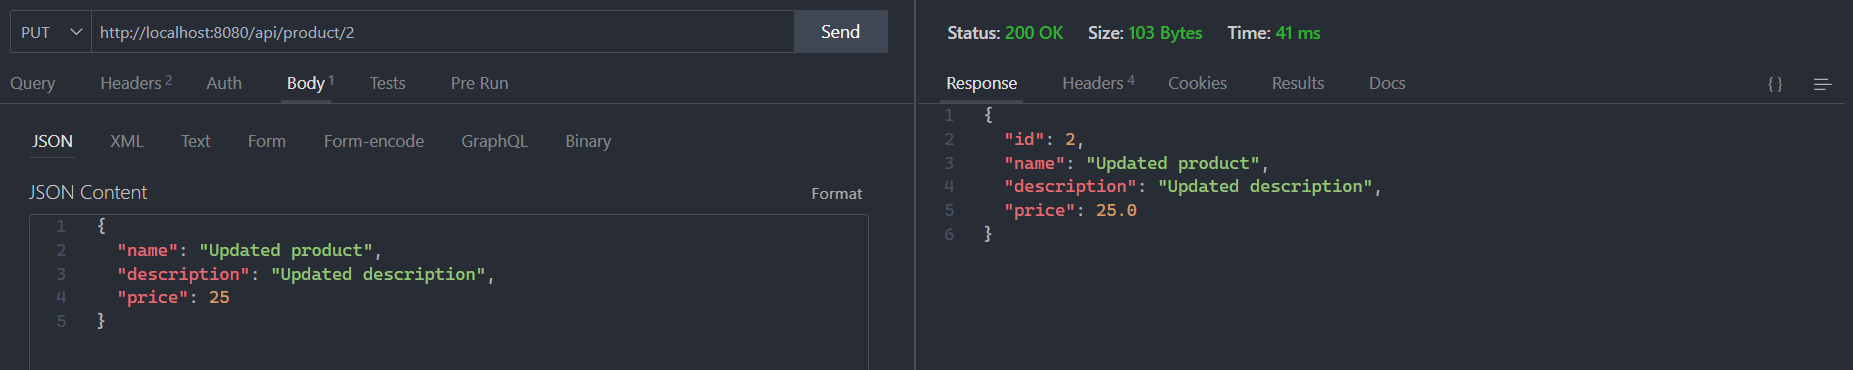 PUT http://localhost:8080/api/product/2 Send
Query Headers 2 Auth Body 1 Tests Pre Run
JSON XML Text Form Form-encode GraphQL Binary
JSON Content Format
1 {
2 "name": "Updated product",
3 "description": "Updated description",
4 "price": 25
5 }
Status: 200 OK Size: 103 Bytes Time: 41 ms
Response Headers 4 Cookies Results Docs {}
1 {
2 "id": 2,
3 "name": "Updated product",
4 "description": "Updated description",
5 "price": 25.0
6 }